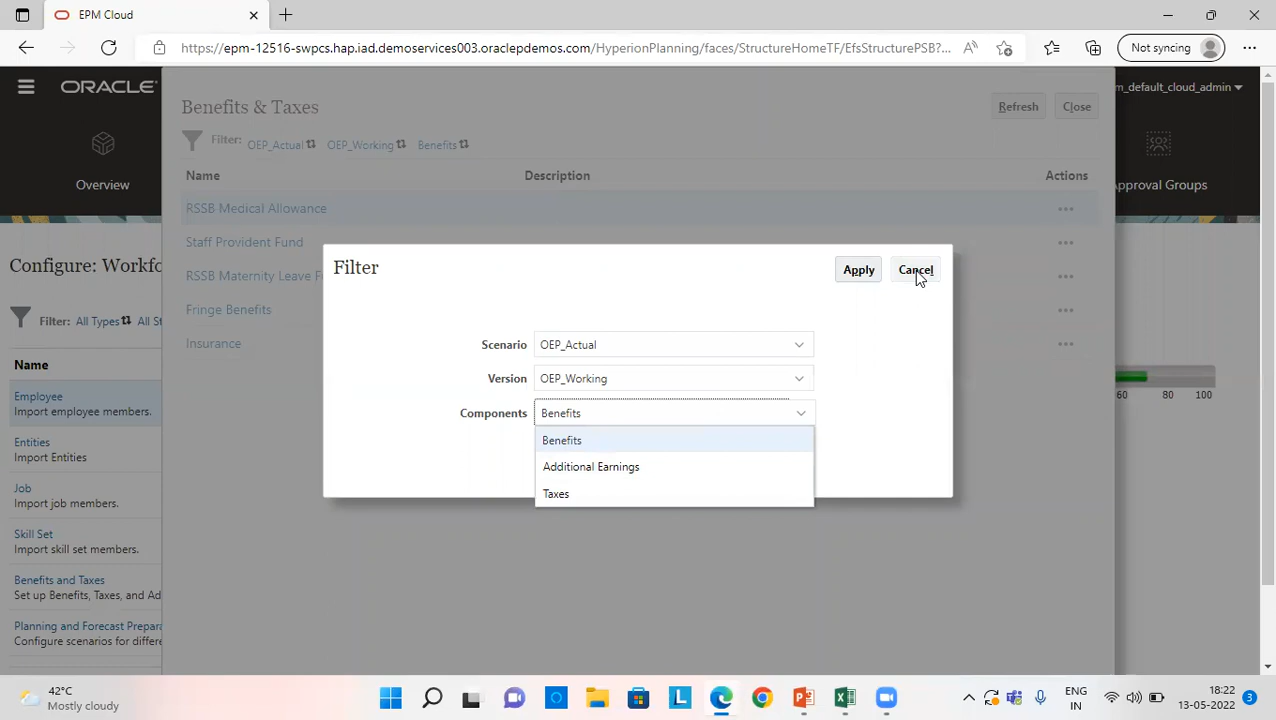 EPM Cloud
https://epm-12516-swpcs.hap.iad.demoservices003.oraclepdemos.com/HyperionPlanning/faces/StructureHomeTF/EfsStructurePSB?...
Not syncing
ORACLE
m_default_cloud_admin
Benefits & Taxes
Refresh
Close
Filter: OEP_Actual OEP_Working Benefits
Overview
Approval Groups
Name Description Actions
RSSB Medical Allowance
Staff Provident Fund
RSSB Maternity Leave F
Fringe Benefits
Insurance
Filter
Apply
Cancel
Scenario OEP_Actual
Version OEP_Working
Components Benefits
Benefits
Additional Earnings
Taxes
Configure: Workfo
Filter: All Types All St
Name
Employee
Import employee members.
Entities
Import Entities
Job
Import job members.
Skill Set
Import skill set members.
Benefits and Taxes
Set up Benefits, Taxes, and Ad
Planning and Forecast Prepara
Configure scenarios for differe
60 80 100
42°C
Mostly cloudy
ENG
IN
18:22
13-05-2022
3